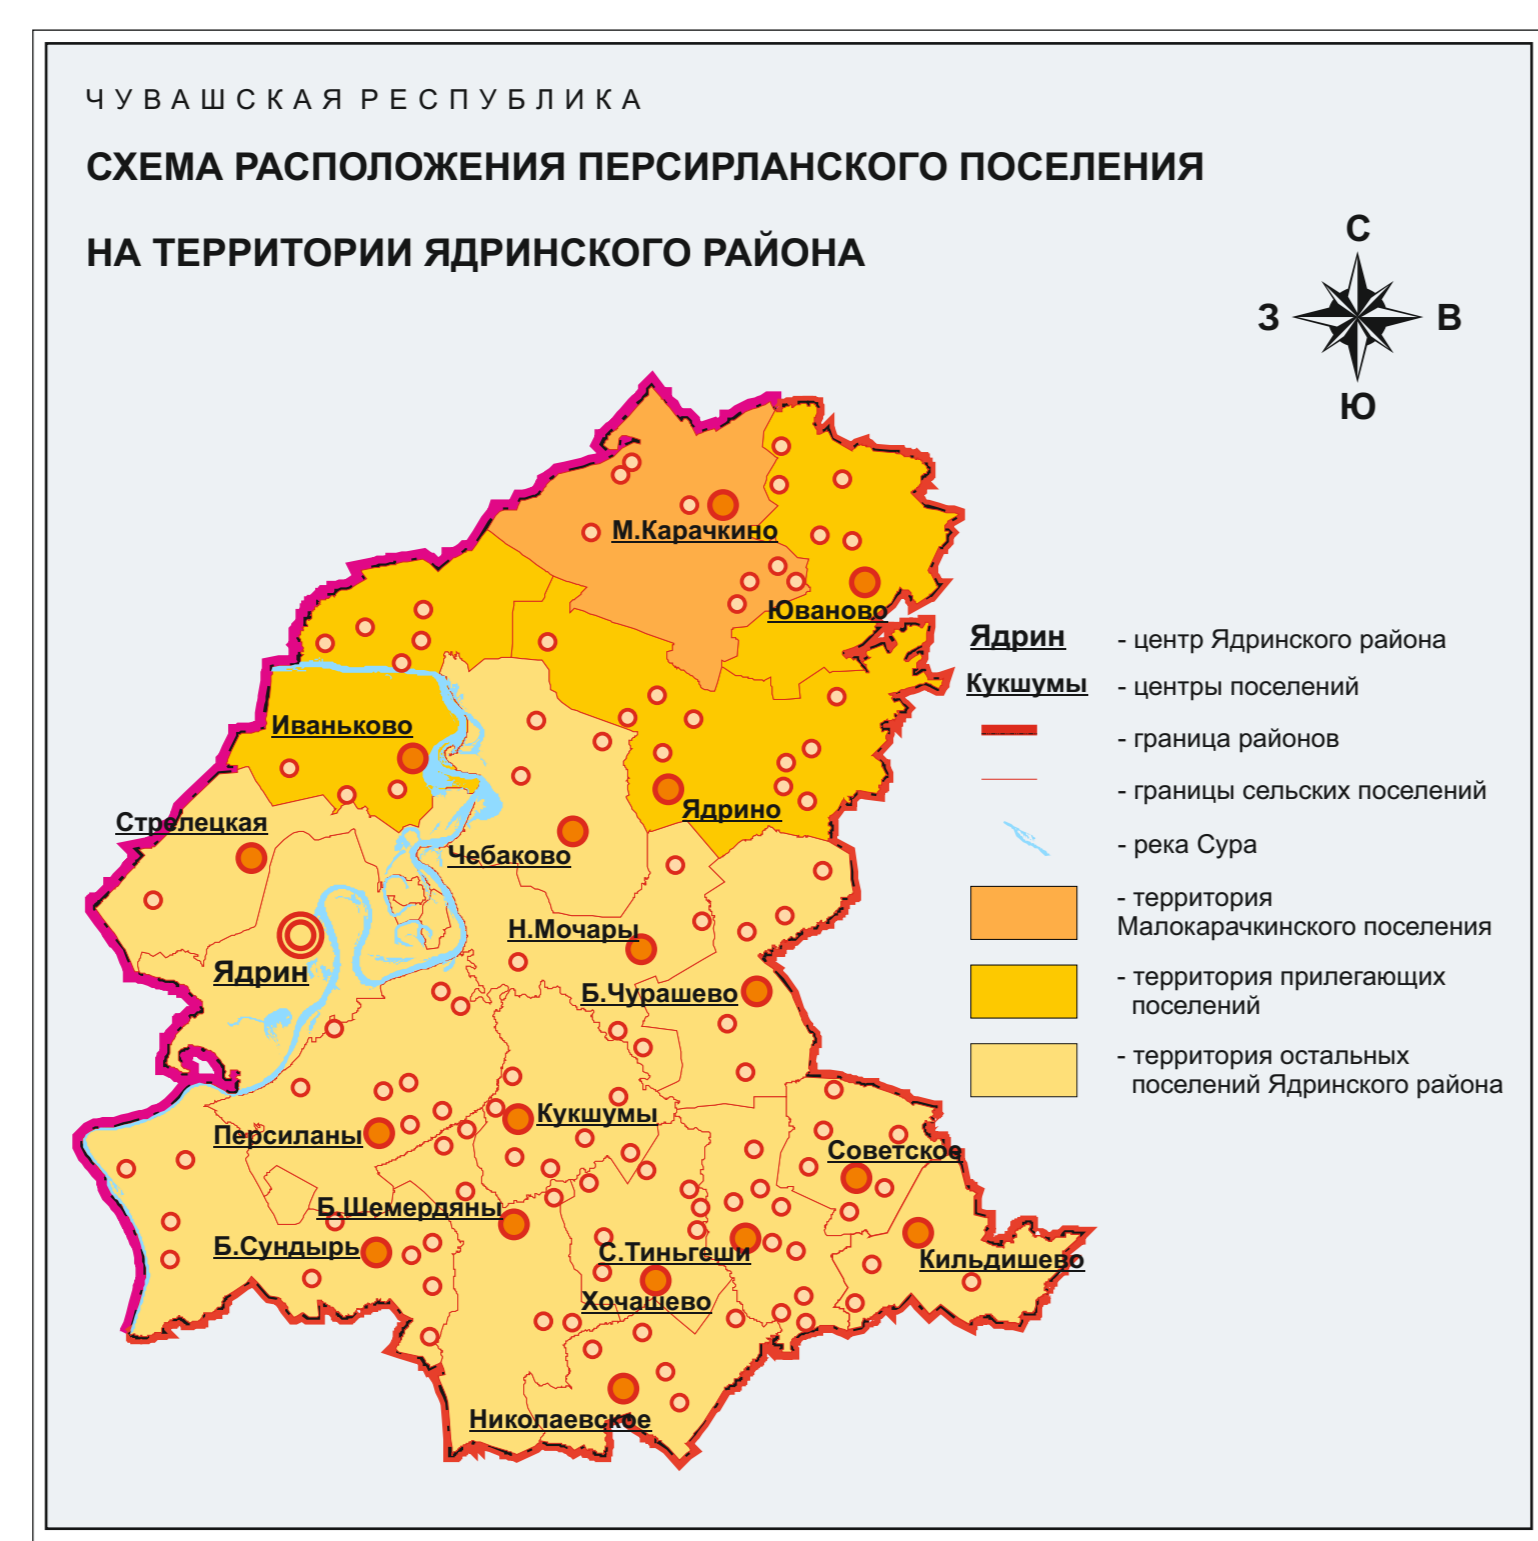 ЧУВАШСКАЯ РЕСПУБЛИКА
СХЕМА РАСПОЛОЖЕНИЯ ПЕРСИРЛАНСКОГО ПОСЕЛЕНИЯ
НА ТЕРРИТОРИИ ЯДРИНСКОГО РАЙОНА
С
З
В
Ю
М.Карачкино
Юваново
Иваньково
Ядрино
Стрелецкая
Чебаково
Н.Мочары
Ядрин
Б.Чурашево
Кукшумы
Персиланы
Советское
Б.Шемердяны
Б.Сундырь
С.Тиньгеши
Кильдишево
Хочашево
Николаевское
Ядрин - центр Ядринского района
Кукшумы - центры поселений
- граница районов
- границы сельских поселений
- река Сура
- территория
Малокарачкинского поселения
- территория прилегающих
поселений
- территория остальных
поселений Ядринского района